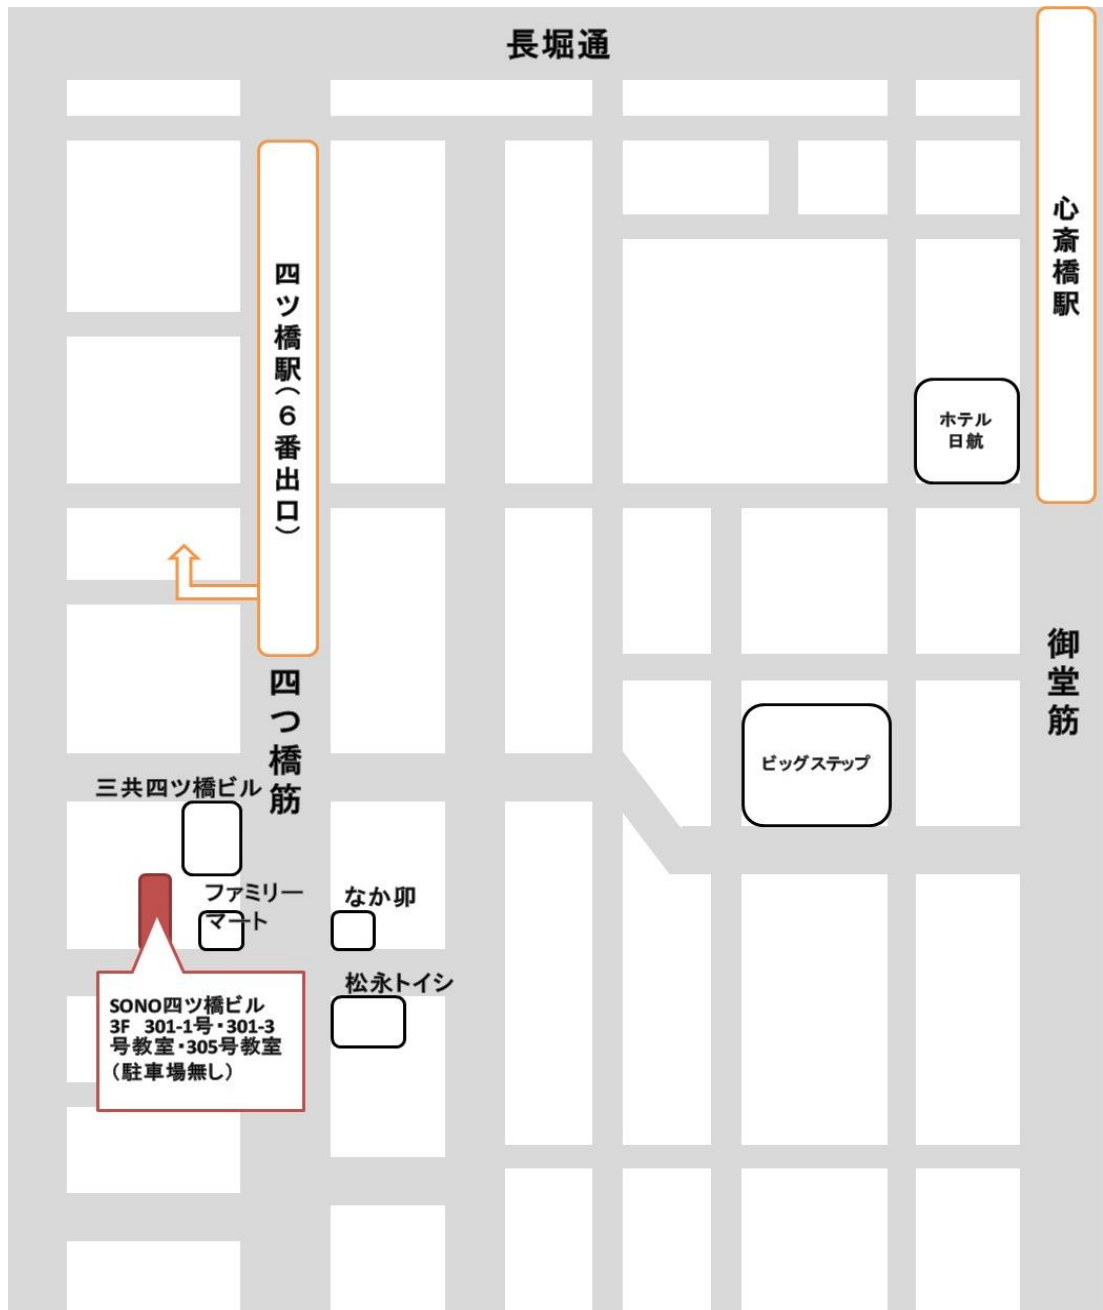 長堀通
心斎橋駅
四ツ橋駅（６番出口）
ホテル
日航
御堂筋
四つ橋筋
ビッグステップ
三共四ツ橋ビル
ファミリー
マート
なか卯
松永トイシ
SONO四ツ橋ビル
3F 301-1号・301-3
号教室・305号教室
（駐車場無し）